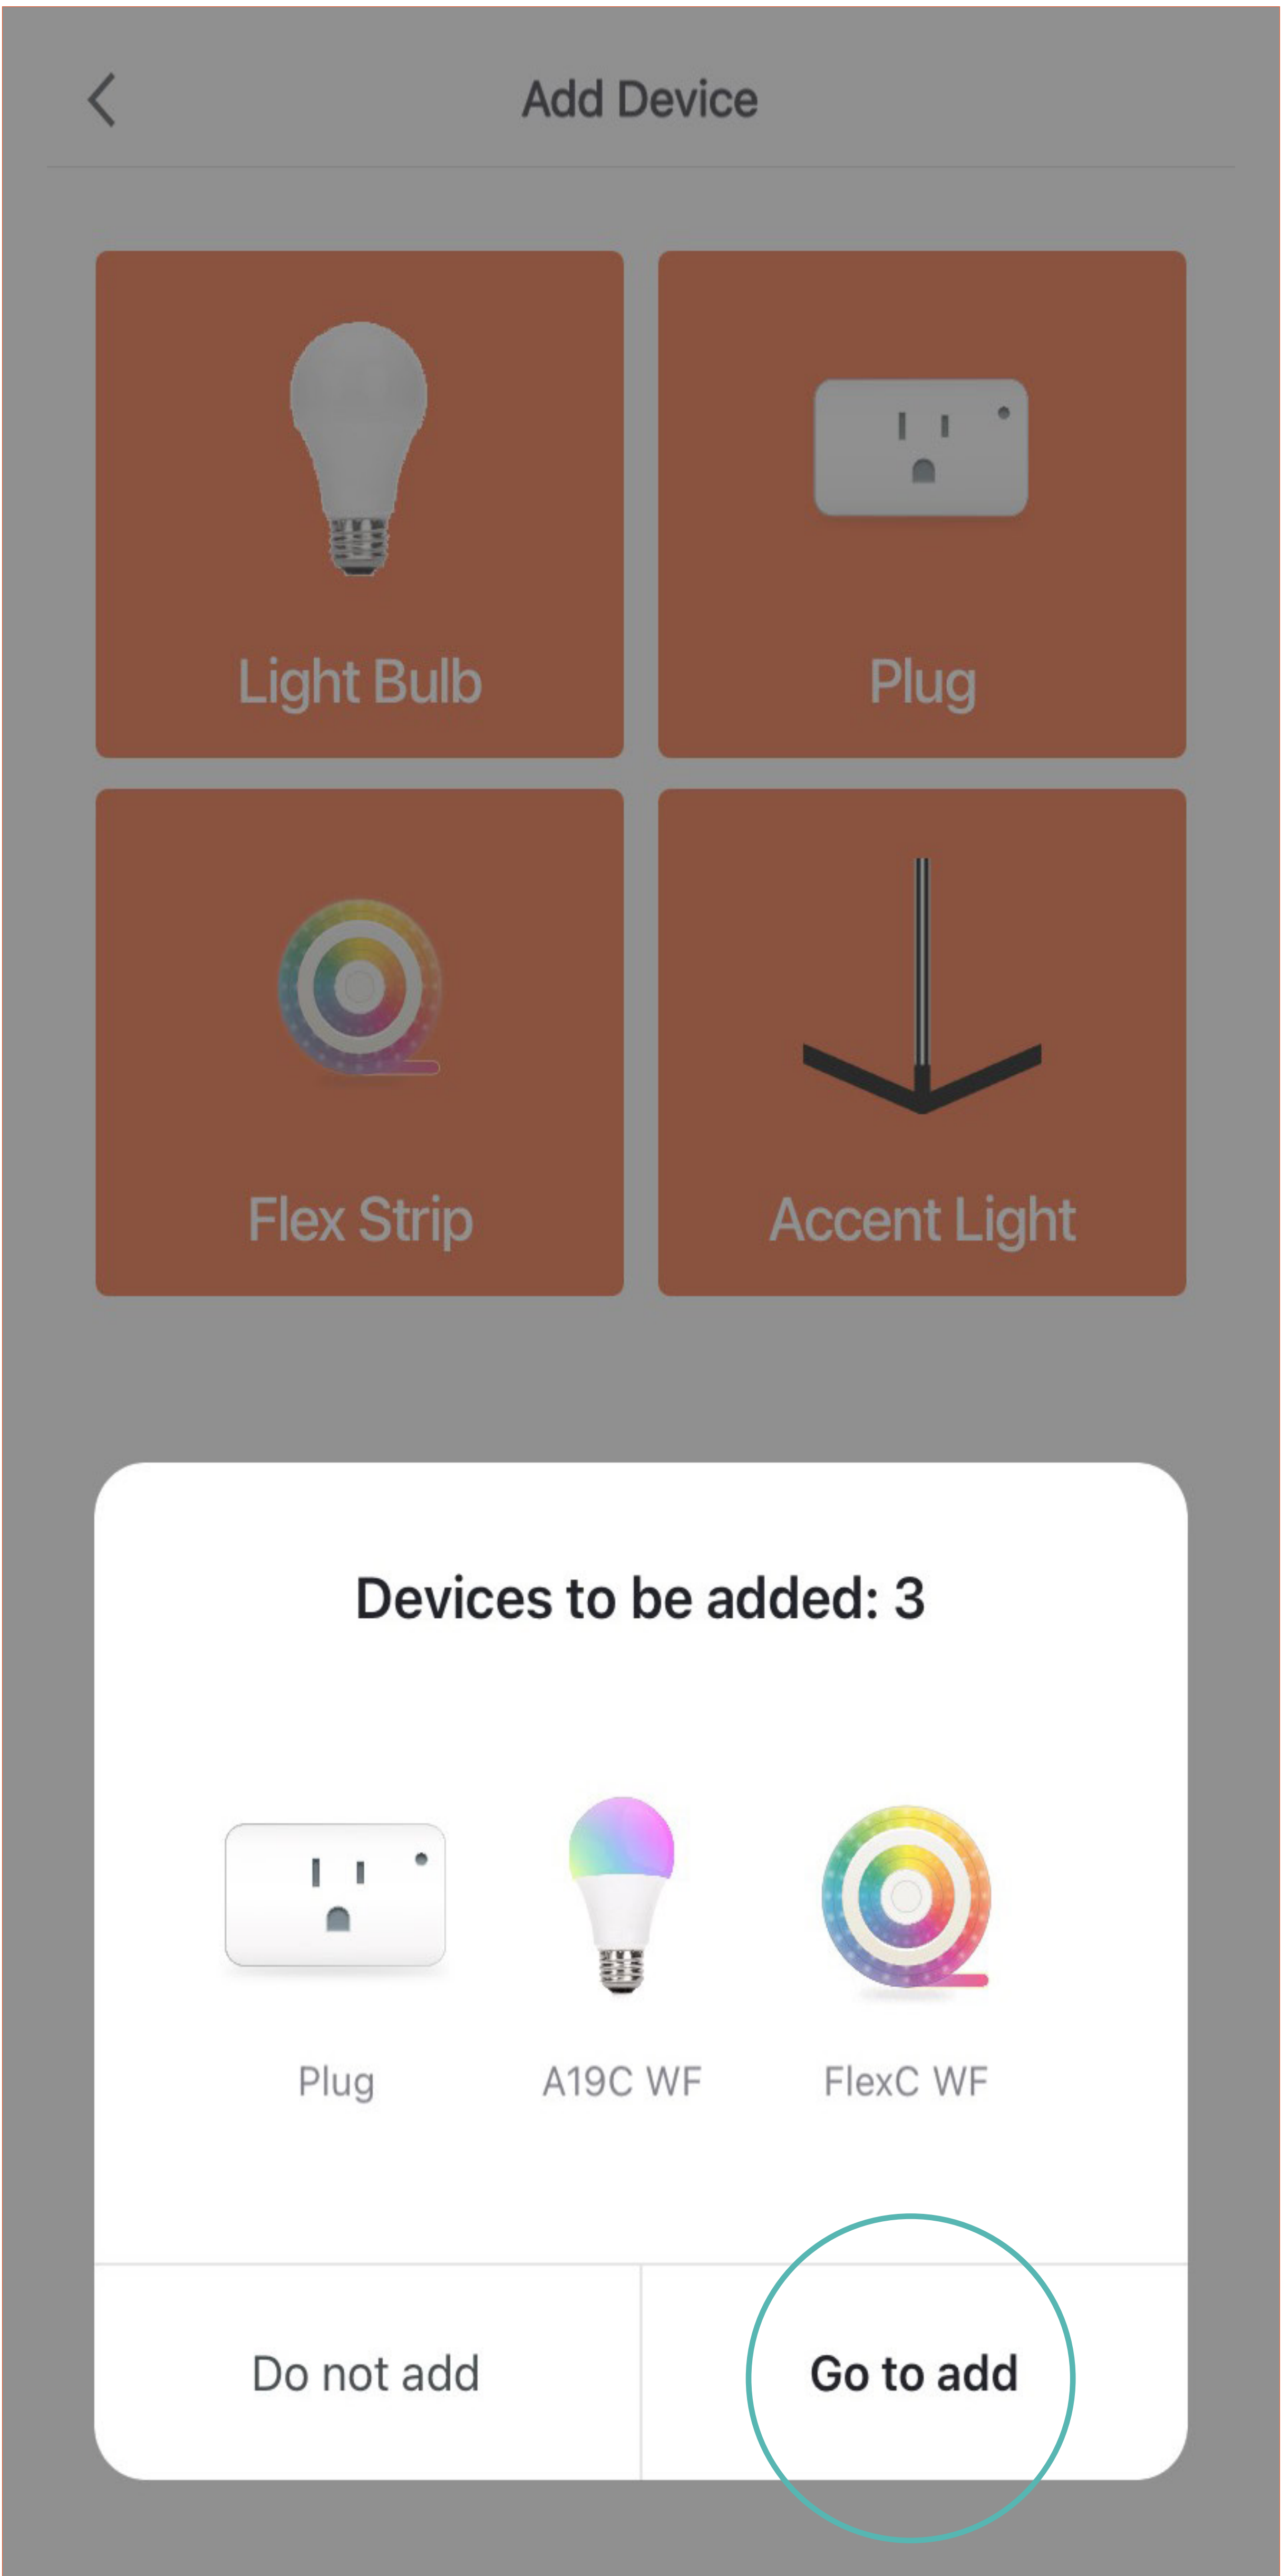 Add Device
Light Bulb
Plug
Flex Strip
Accent Light
Devices to be added: 3
Plug
A19C WF
FlexC WF
Do not add
Go to add